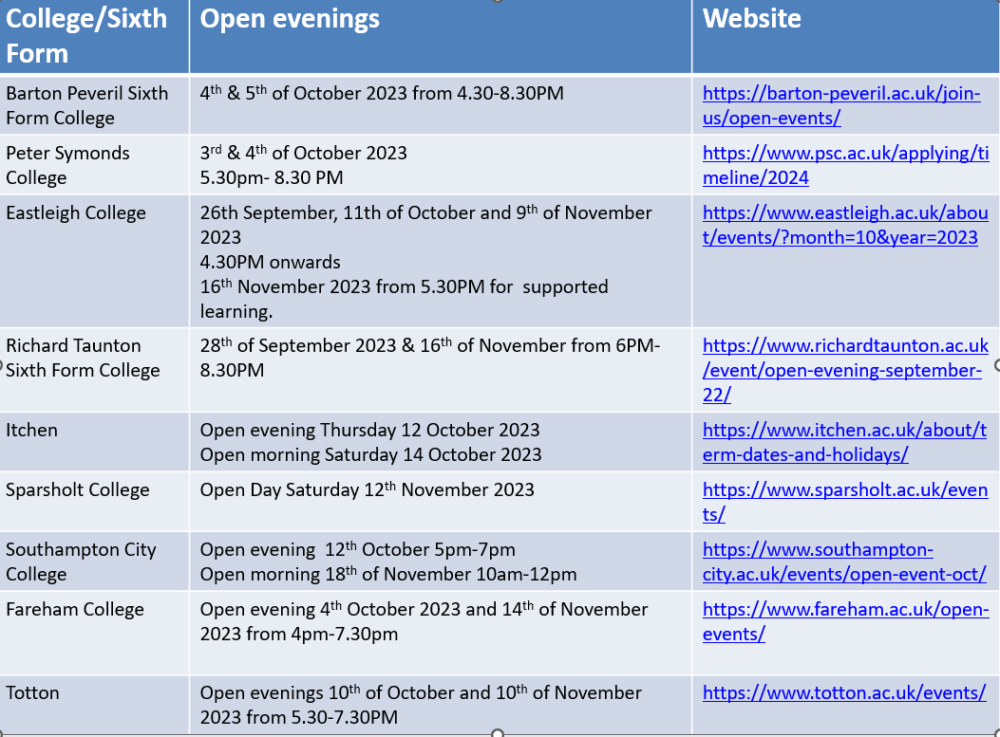 College/Sixth
Form
Open evenings
Website
Barton Peveril Sixth
Form College
4th & 5th of October 2023 from 4.30-8.30PM
https://barton-peveril.ac.uk/join-
us/open-events/
Peter Symonds
College
3rd & 4th of October 2023
5.30pm- 8.30 PM
https://www.psc.ac.uk/applying/ti
meline/2024
Eastleigh College
26th September, 11th of October and 9th of November
2023
4.30PM onwards
16th November 2023 from 5.30PM for  supported
learning.
https://www.eastleigh.ac.uk/abou
t/events/?month=10&year=2023
Richard Taunton
Sixth Form College
28th of September 2023 & 16th of November from 6PM-
8.30PM
https://www.richardtaunton.ac.uk
/event/open-evening-september-
22/
Itchen
Open evening Thursday 12 October 2023
Open morning Saturday 14 October 2023
https://www.itchen.ac.uk/about/t
erm-dates-and-holidays/
Sparsholt College
Open Day Saturday 12th November 2023
https://www.sparsholt.ac.uk/even
ts/
Southampton City
College
Open evening  12th October 5pm-7pm
Open morning 18th of November 10am-12pm
https://www.southampton-
city.ac.uk/events/open-event-oct/
Fareham College
Open evening 4th October 2023 and 14th of November
2023 from 4pm-7.30pm
https://www.fareham.ac.uk/open-
events/
Totton
Open evenings 10th of October and 10th of November
2023 from 5.30-7.30PM
https://www.totton.ac.uk/events/